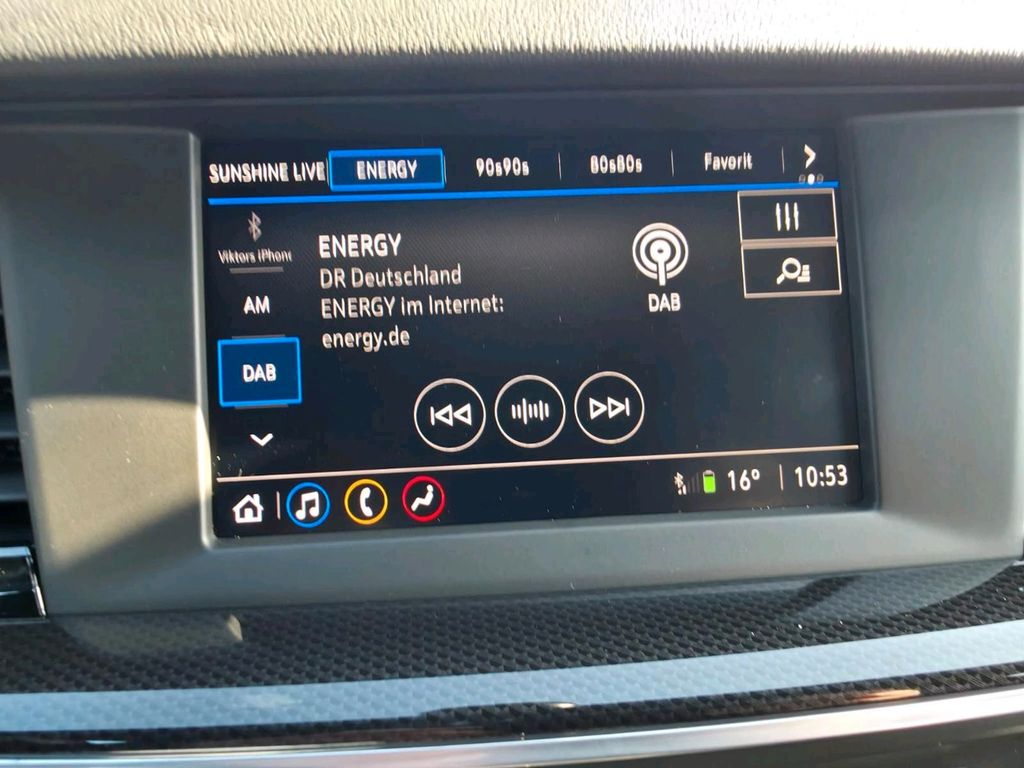 SUNSHINE LIVE ENERGY 90s90s 80s80s Favorit
Viktors iPhone
AM
DAB
ENERGY
DR Deutschland
ENERGY im Internet:
energy.de
DAB
16° 10:53